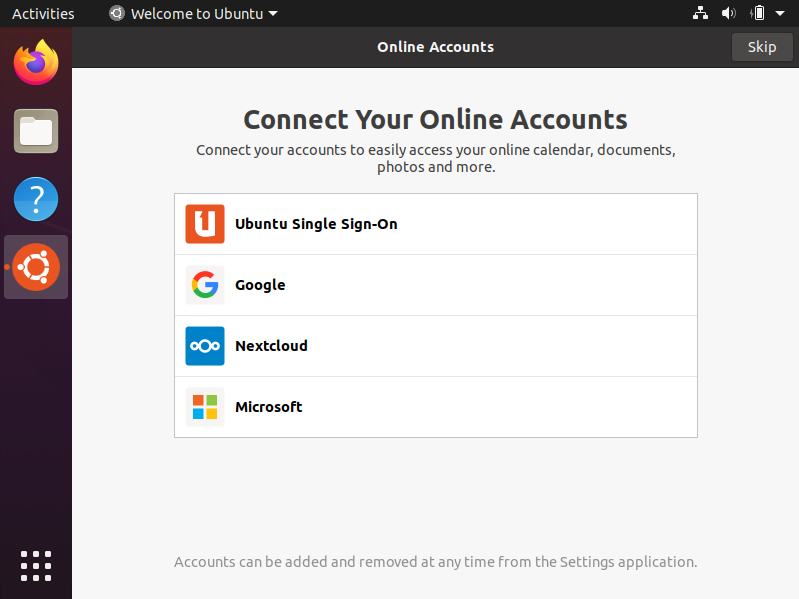 Activities
Welcome to Ubuntu
Online Accounts
Skip
Connect Your Online Accounts
Connect your accounts to easily access your online calendar, documents,
photos and more.
Ubuntu Single Sign-On
Google
Nextcloud
Microsoft
Accounts can be added and removed at any time from the Settings application.